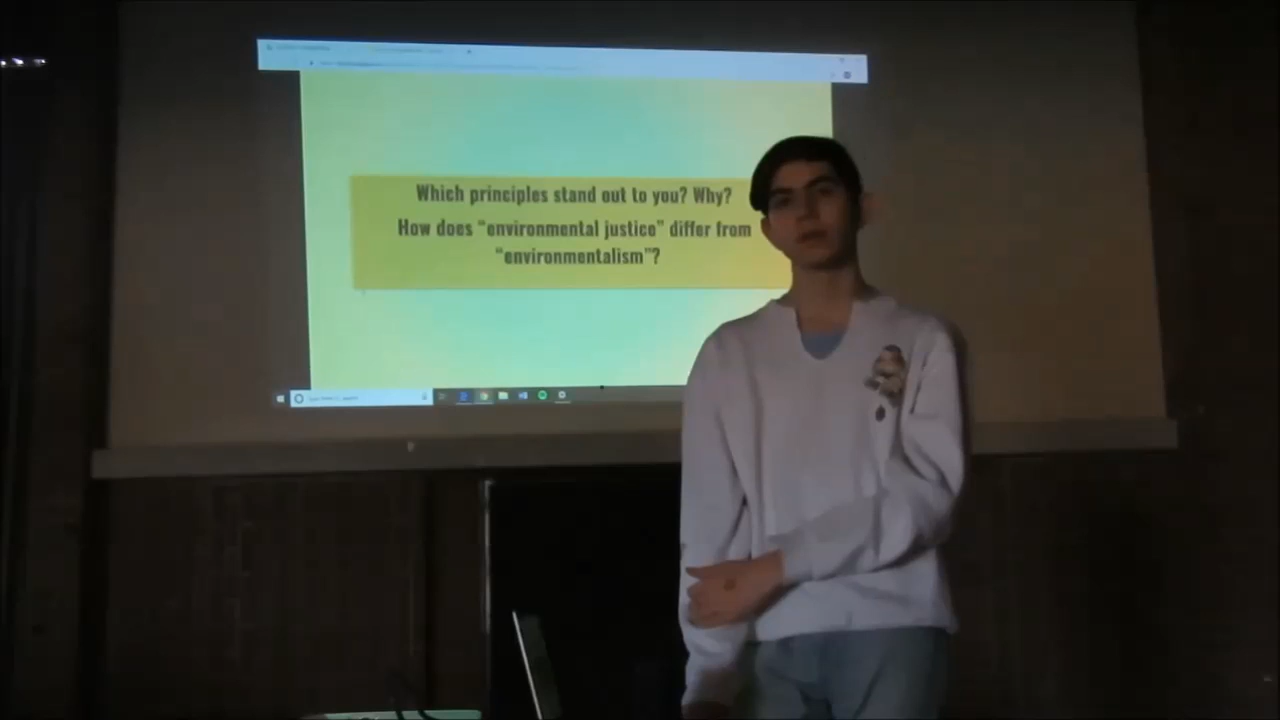 Which principles stand out to you? Why?
How does “environmental justice” differ from
“environmentalism”?